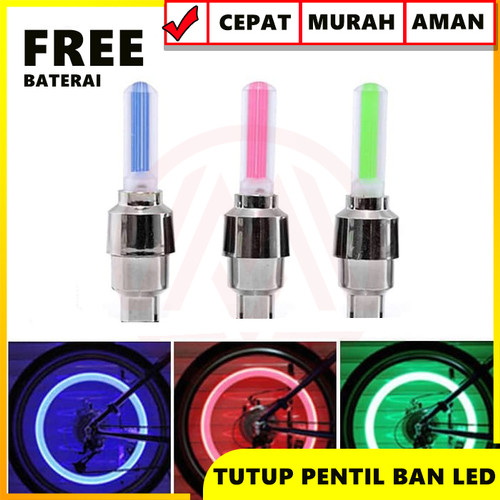 FREE
BATERAI
CEPAT MURAH AMAN
TUTUP PENTIL BAN LED